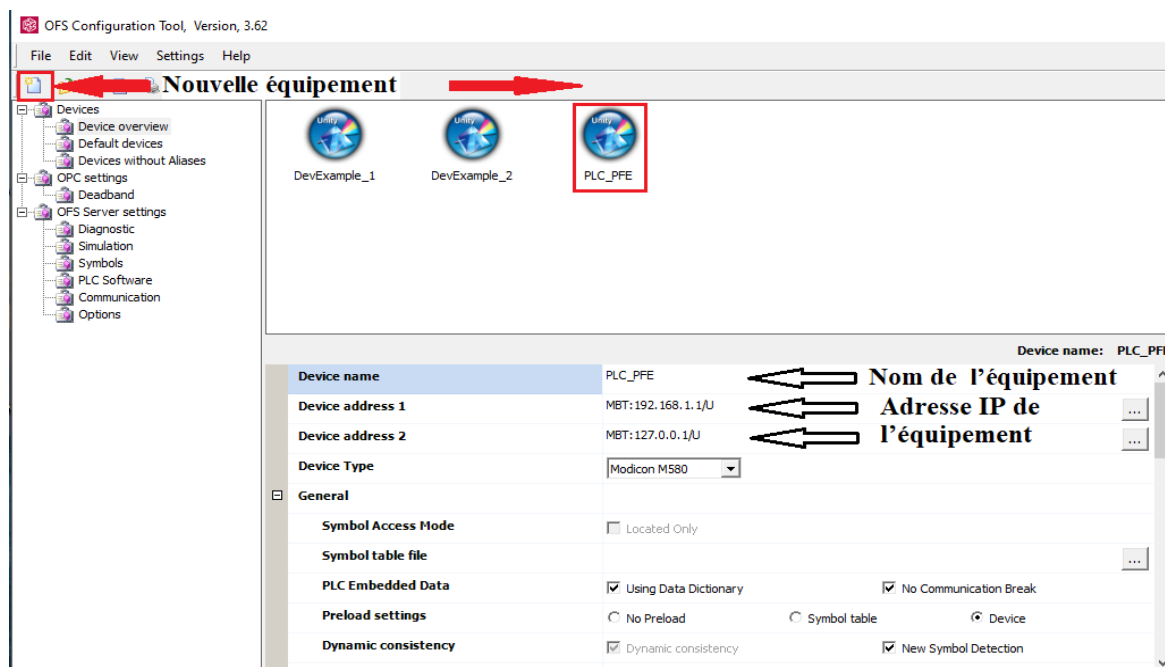 OFS Configuration Tool, Version, 3.62
File Edit View Settings Help
Nouvelle équipement
Devices
Device overview
Default devices
Devices without Aliases
OPC settings
Deadband
OFS Server settings
Diagnostic
Simulation
Symbols
PLC Software
Communication
Options
Unity Unity Unity
DevExample_1 DevExample_2 PLC_PFE
Device name: PLC_PFE
Device name PLC_PFE Nom de l'équipement
Device address 1 MBT:192.168.1.1/U Adresse IP de ...
Device address 2 MBT:127.0.0.1/U l'équipement ...
Device Type Modicon M580
General
Symbol Access Mode Located Only
Symbol table file ...
PLC Embedded Data Using Data Dictionary No Communication Break
Preload settings No Preload Symbol table Device
Dynamic consistency Dynamic consistency New Symbol Detection